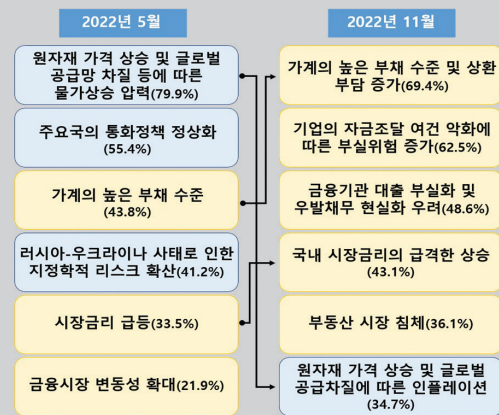 2022년 5월
원자재 가격 상승 및 글로벌
공급망 차질 등에 따른
물가상승 압력(79.9%)
주요국의 통화정책 정상화
(55.4%)
가계의 높은 부채 수준
(43.8%)
러시아-우크라이나 사태로 인한
지정학적 리스크 확산(41.2%)
시장금리 급등(33.5%)
금융시장 변동성 확대(21.9%)
2022년 11월
가계의 높은 부채 수준 및 상환
부담 증가(69.4%)
기업의 자금조달 여건 악화에
따른 부실위험 증가(62.5%)
금융기관 대출 부실화 및
우발채무 현실화 우려(48.6%)
국내 시장금리의 급격한 상승
(43.1%)
부동산 시장 침체(36.1%)
원자재 가격 상승 및 글로벌
공급차질에 따른 인플레이션
(34.7%)